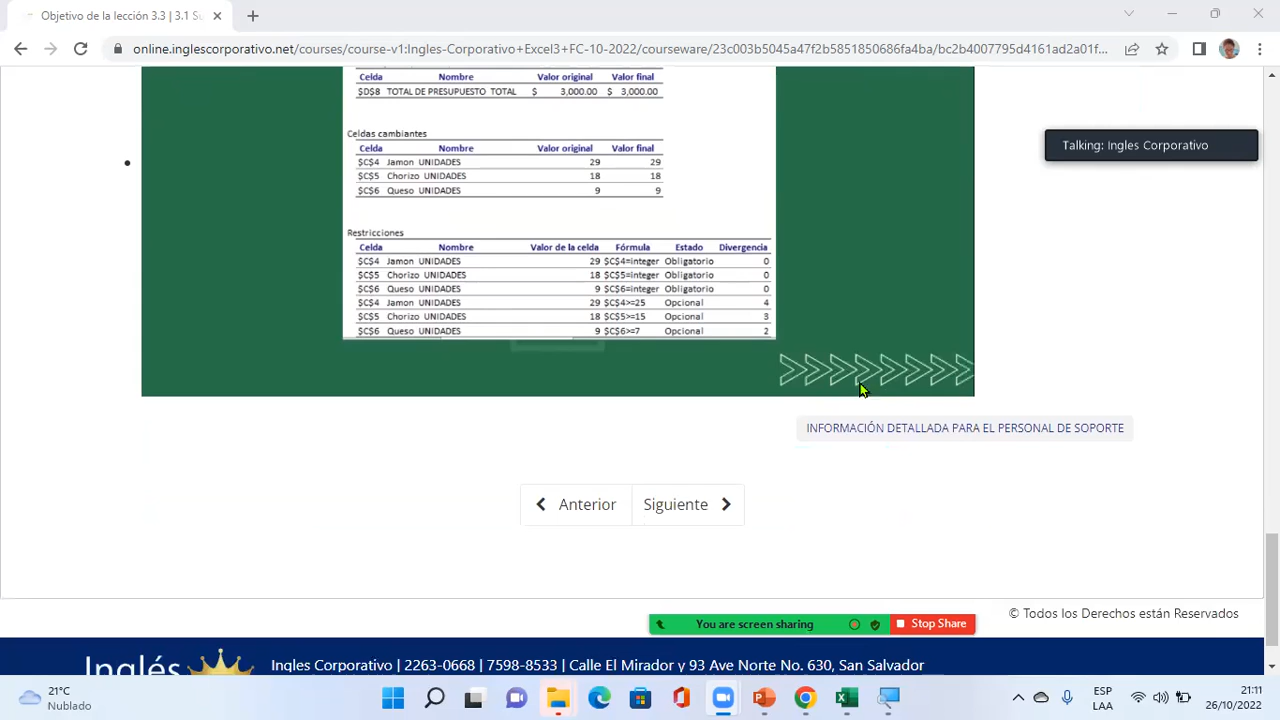 Objetivo de la lección 3.3 | 3.1 Su
online.inglescorporativo.net/courses/course-v1:Ingles-Corporativo+Excel3+FC-10-2022/courseware/23c003b5045a47f2b5851850686fa4ba/bc2b4007795d4161ad2a01f...
Talking: Ingles Corporativo
Celda Nombre Valor original Valor final
$D$8 TOTAL DE PRESUPUESTO TOTAL $ 3,000.00 $ 3,000.00
Celdas cambiantes
Celda Nombre Valor original Valor final
$C$4 Jamon UNIDADES 29 29
$C$5 Chorizo UNIDADES 18 18
$C$6 Queso UNIDADES 9 9
Restricciones
Celda Nombre Valor de la celda Fórmula Estado Divergencia
$C$4 Jamon UNIDADES 29 $C$4=integer Obligatorio 0
$C$5 Chorizo UNIDADES 18 $C$5=integer Obligatorio 0
$C$6 Queso UNIDADES 9 $C$6=integer Obligatorio 0
$C$4 Jamon UNIDADES 29 $C$4>=25 Opcional 4
$C$5 Chorizo UNIDADES 18 $C$5>=15 Opcional 3
$C$6 Queso UNIDADES 9 $C$6>=7 Opcional 2
INFORMACIÓN DETALLADA PARA EL PERSONAL DE SOPORTE
Anterior Siguiente
© Todos los Derechos están Reservados
You are screen sharing Stop Share
Inglés
Ingles Corporativo | 2263-0668 | 7598-8533 | Calle El Mirador y 93 Ave Norte No. 630, San Salvador
21°C
Nublado
ESP
LAA
21:11
26/10/2022